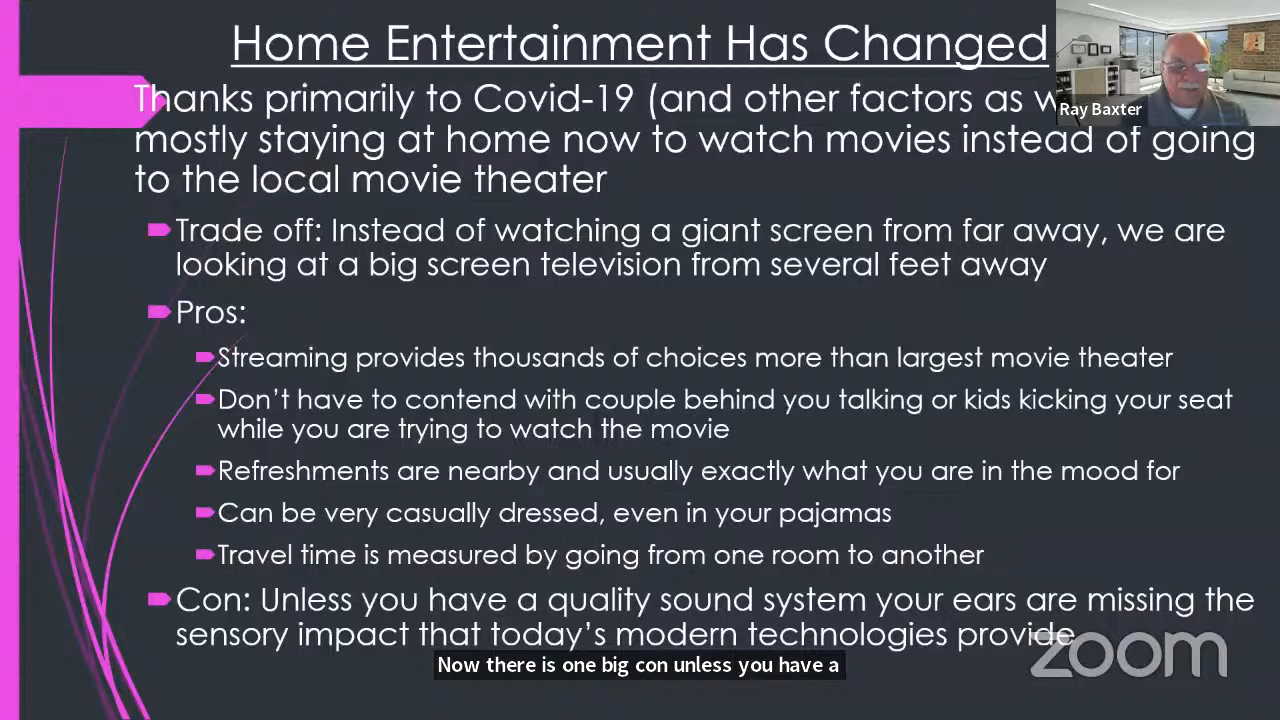 Home Entertainment Has Changed
Thanks primarily to Covid-19 (and other factors as
Ray Baxter
mostly staying at home now to watch movies instead of going
to the local movie theater
Trade off: Instead of watching a giant screen from far away, we are
looking at a big screen television from several feet away
Pros:
Streaming provides thousands of choices more than largest movie theater
Don't have to contend with couple behind you talking or kids kicking your seat
while you are trying to watch the movie
Refreshments are nearby and usually exactly what you are in the mood for
Can be very casually dressed, even in your pajamas
Travel time is measured by going from one room to another
Con: Unless you have a quality sound system your ears are missing the
sensory impact that today's modern technologies provide
zoom
Now there is one big con unless you have a